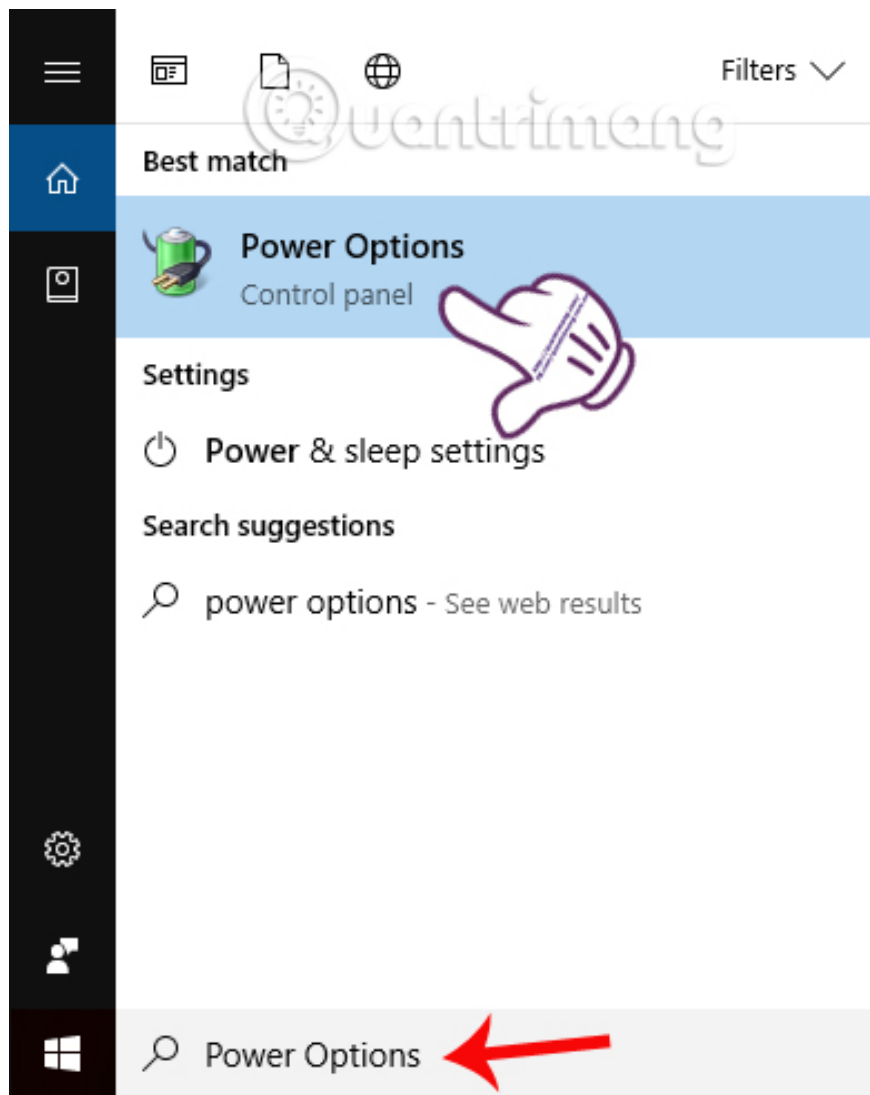 Filters
Quantrimang
Best match
Power Options
Control panel
Settings
Power & sleep settings
Search suggestions
power options - See web results
Power Options